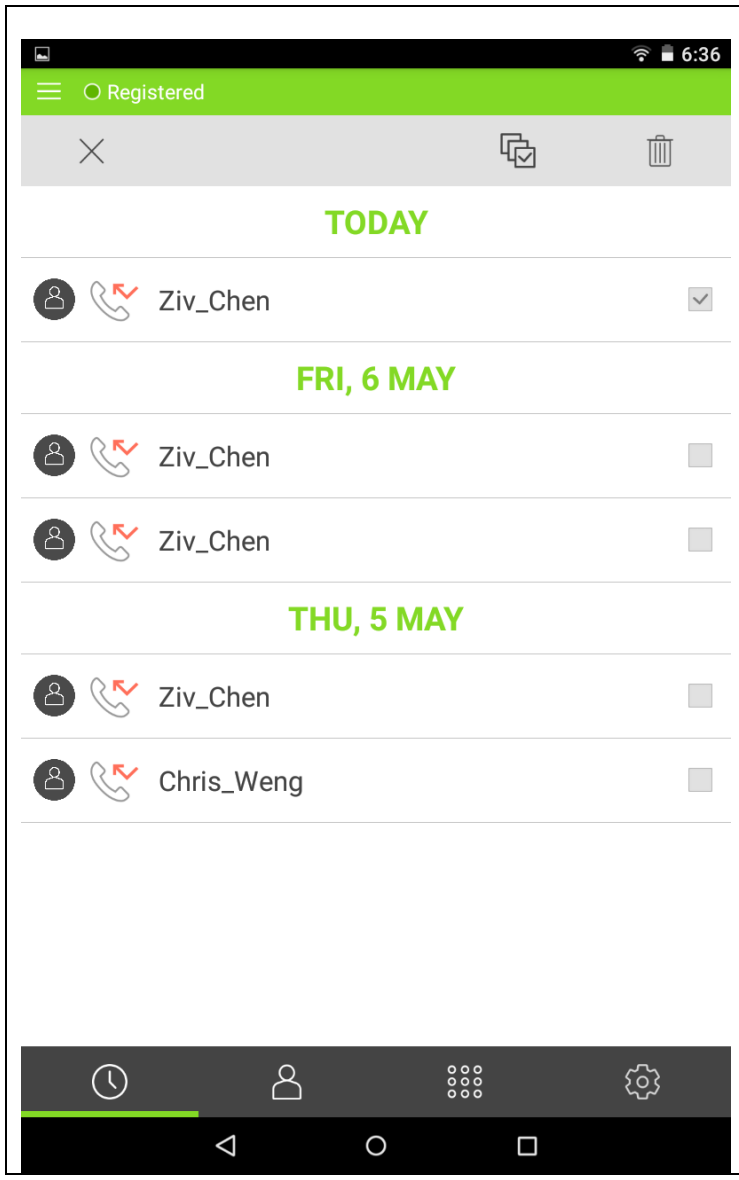 6:36
Registered
TODAY
Ziv_Chen
FRI, 6 MAY
Ziv_Chen
Ziv_Chen
THU, 5 MAY
Ziv_Chen
Chris_Weng